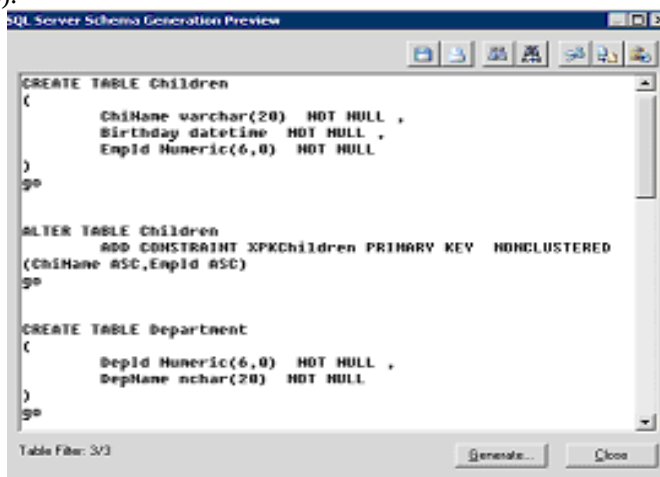 ).
SQL Server Schema Generation Preview
CREATE TABLE Children
(
ChiName varchar(20) NOT NULL ,
Birthday datetime NOT NULL ,
EmpId Numeric(6,0) NOT NULL
)
go
ALTER TABLE Children
ADD CONSTRAINT XPKChildren PRIMARY KEY NONCLUSTERED
(ChiName ASC,EmpId ASC)
go
CREATE TABLE Department
(
DepId Numeric(6,0) NOT NULL ,
DepName nchar(20) NOT NULL
)
go
Table Filter: 3/3
Generate...
Close